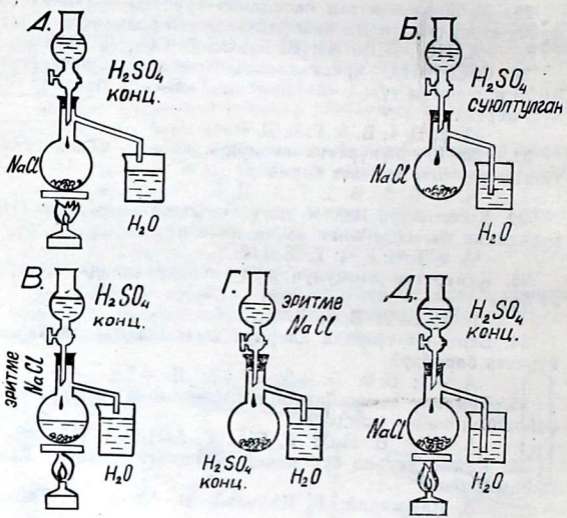 А.
H₂SO₄
конц.
NaCl
H₂O
Б.
H₂SO₄
суюлтулган
NaCl
H₂O
В.
H₂SO₄
конц.
эритме
NaCl
H₂O
Г.
эритме
NaCl
H₂SO₄
конц.
H₂O
Д.
H₂SO₄
конц.
NaCl
H₂O